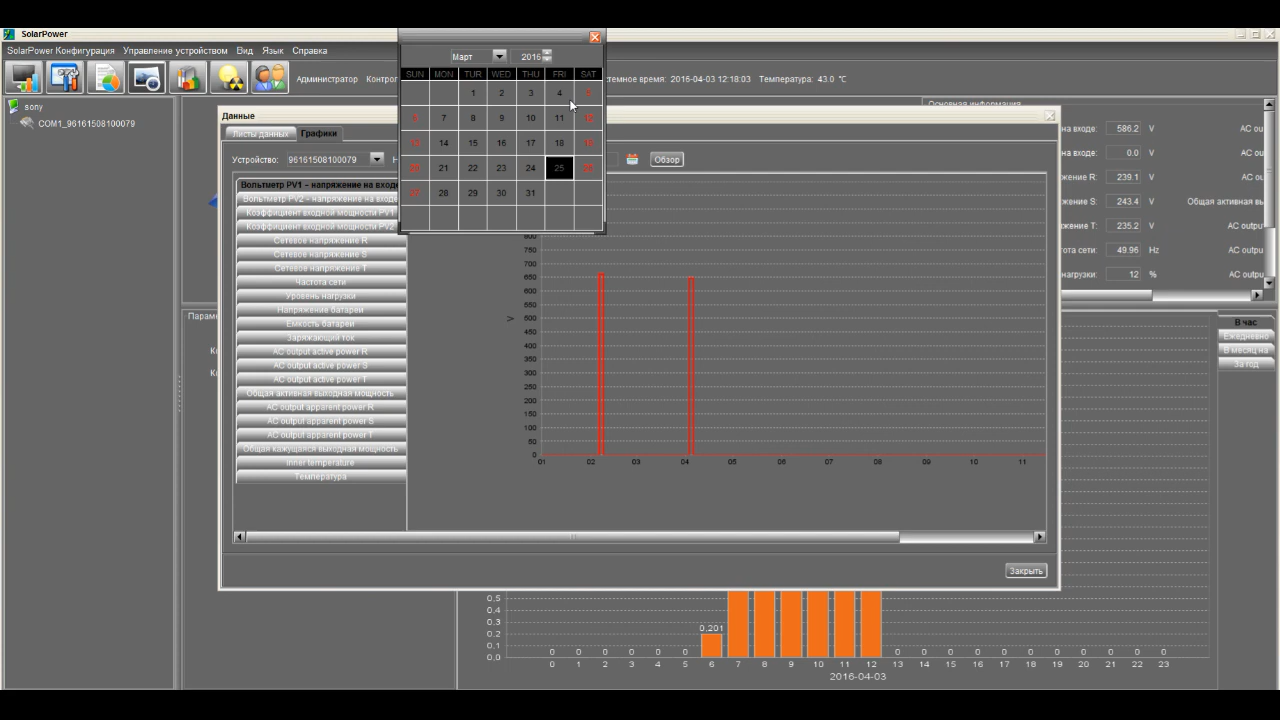 SolarPower
SolarPower Конфигурация Управление устройством Вид Язык Справка
Администратор
Контрол
темное время: 2016-04-03 12:18:03 Температура: 43.0 ℃
sony
COM1_96161508100079
Март 2016
SUN MON TUR WED THU FRI SAT
1 2 3 4 5
6 7 8 9 10 11 12
13 14 15 16 17 18 19
20 21 22 23 24 25 26
27 28 29 30 31
Данные
Листы данных Графики
Устройство: 96161508100079
Обзор
Вольтметр PV1 - напряжение на входе
Вольтметр PV2 - напряжение на входе
Коэффициент входной мощности PV1
Коэффициент входной мощности PV2
Сетевое напряжение R
Сетевое напряжение S
Сетевое напряжение T
Частота сети
Уровень нагрузки
Напряжение батареи
Емкость батареи
Заряжающий ток
AC output active power R
AC output active power S
AC output active power T
Общая активная выходная мощность
AC output apparent power R
AC output apparent power S
AC output apparent power T
Общая кажущаяся выходная мощность
Inner temperature
Температура
800
750
700
650
600
550
500
450
400
350
300
250
200
150
100
50
0
V
01 02 03 04 05 06 07 08 09 10 11
Закрыть
Основная информация
на входе: 586.2 V AC ou
на входе: 0.0 V AC ou
жение R: 239.1 V AC outpu
жение S: 243.4 V Общая активная вы
жение T: 235.2 V AC outpu
ота сети: 49.96 Hz AC outpu
нагрузки: 12 % AC outpu
Парам
В час
Ежедневно
В месяц на
За год
0.5
0.4
0.3
0.2
0.1
0,0
0 0 0 0 0 0 0.201 0 0 0 0 0 0 0 0 0 0 0
0 1 2 3 4 5 6 7 8 9 10 11 12 13 14 15 16 17 18 19 20 21 22 23
2016-04-03